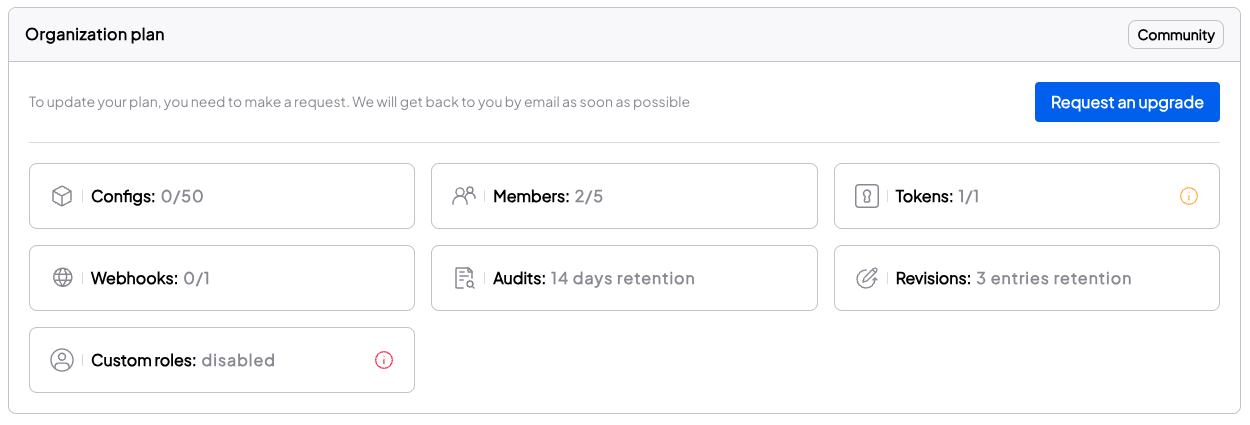 Organization plan
Community
To update your plan, you need to make a request. We will get back to you by email as soon as possible
Request an upgrade
Configs: 0/50
Members: 2/5
Tokens: 1/1
Webhooks: 0/1
Audits: 14 days retention
Revisions: 3 entries retention
Custom roles: disabled